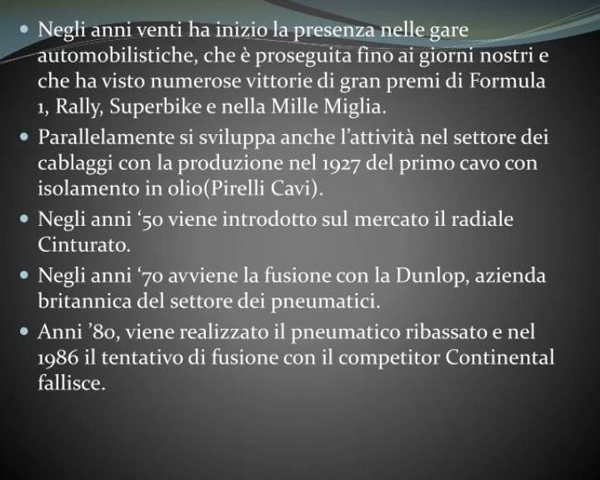 • Negli anni venti ha inizio la presenza nelle gare
automobilistiche, che è proseguita fino ai giorni nostri e
che ha visto numerose vittorie di gran premi di Formula
1, Rally, Superbike e nella Mille Miglia.
• Parallelamente si sviluppa anche l’attività nel settore dei
cablaggi con la produzione nel 1927 del primo cavo con
isolamento in olio(Pirelli Cavi).
• Negli anni ‘50 viene introdotto sul mercato il radiale
Cinturato.
• Negli anni ‘70 avviene la fusione con la Dunlop, azienda
britannica del settore dei pneumatici.
• Anni ’80, viene realizzato il pneumatico ribassato e nel
1986 il tentativo di fusione con il competitor Continental
fallisce.